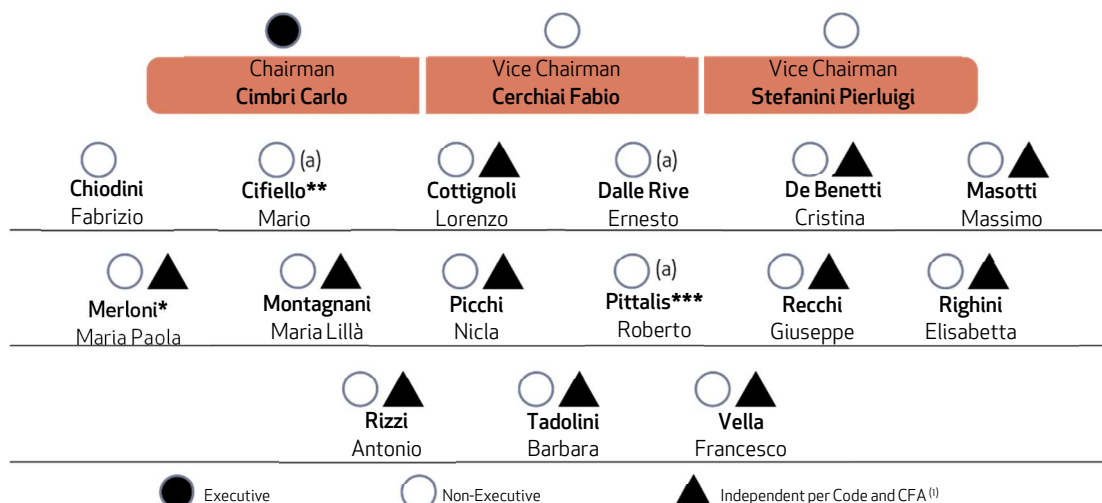 Chairman Vice Chairman Vice Chairman
Cimbri Carlo Cerchiai Fabio Stefanini Pierluigi
(a) (a)
Chiodini Cifiello** Cottignoli Dalle Rive De Benetti Masotti
Fabrizio Mario Lorenzo Ernesto Cristina Massimo
(a)
Merloni* Montagnani Picchi Pittalis*** Recchi Righini
Maria Paola Maria Lillà Nicla Roberto Giuseppe Elisabetta
Rizzi Tadolini Vella
Antonio Barbara Francesco
Executive Non-Executive Independent per Code and CFA (1)